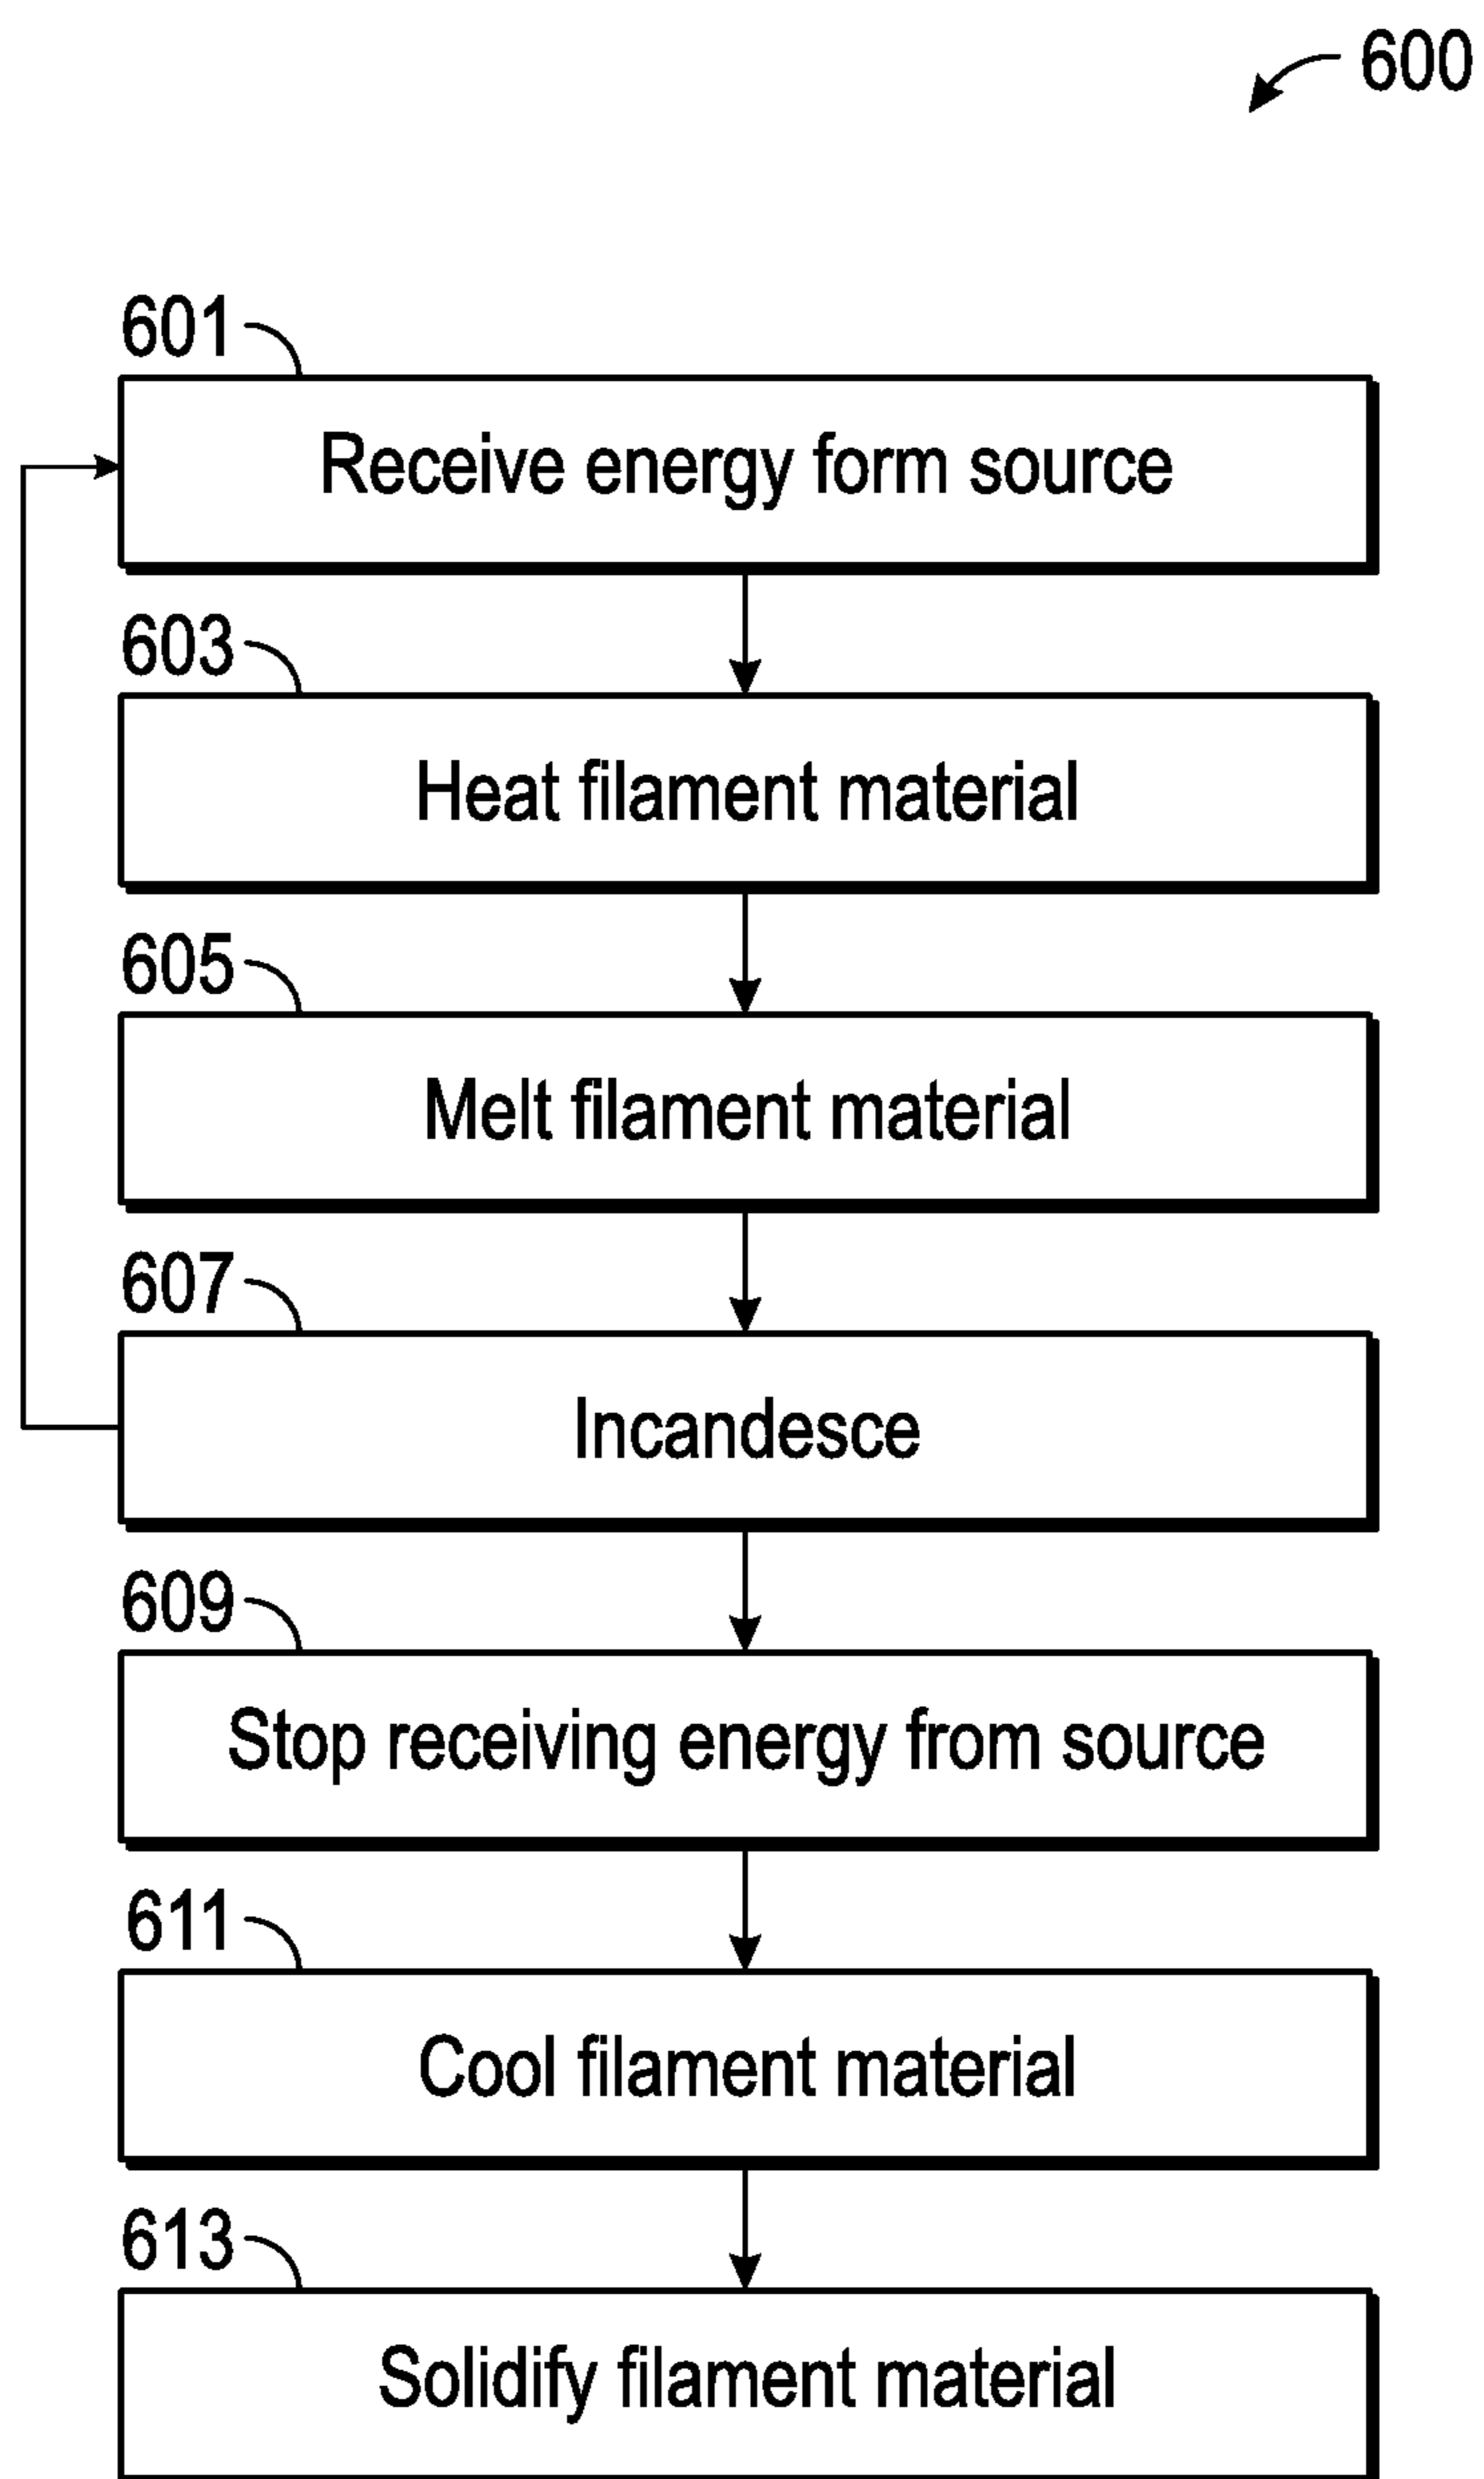 600
601
Receive energy form source
603
Heat filament material
605
Melt filament material
607
Incandesce
609
Stop receiving energy from source
611
Cool filament material
613
Solidify filament material